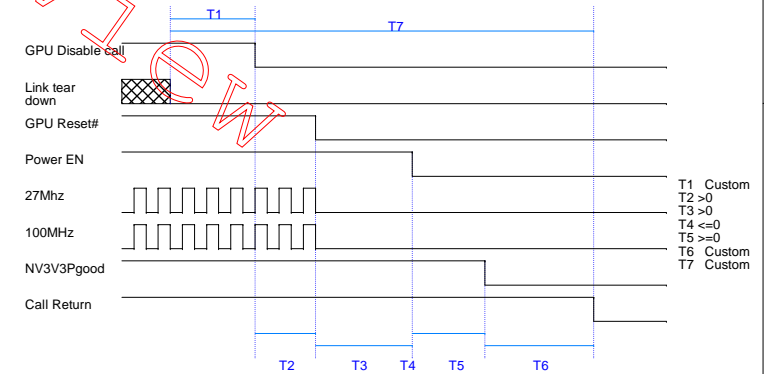 T1
T7
GPU Disable call
Link tear
down
GPU Reset#
Power EN
27Mhz
100MHz
NV3V3Pgood
Call Return
T1 Custom
T2 >0
T3 >0
T4 <=0
T5 >=0
T6 Custom
T7 Custom
T2 T3 T4 T5 T6
iew